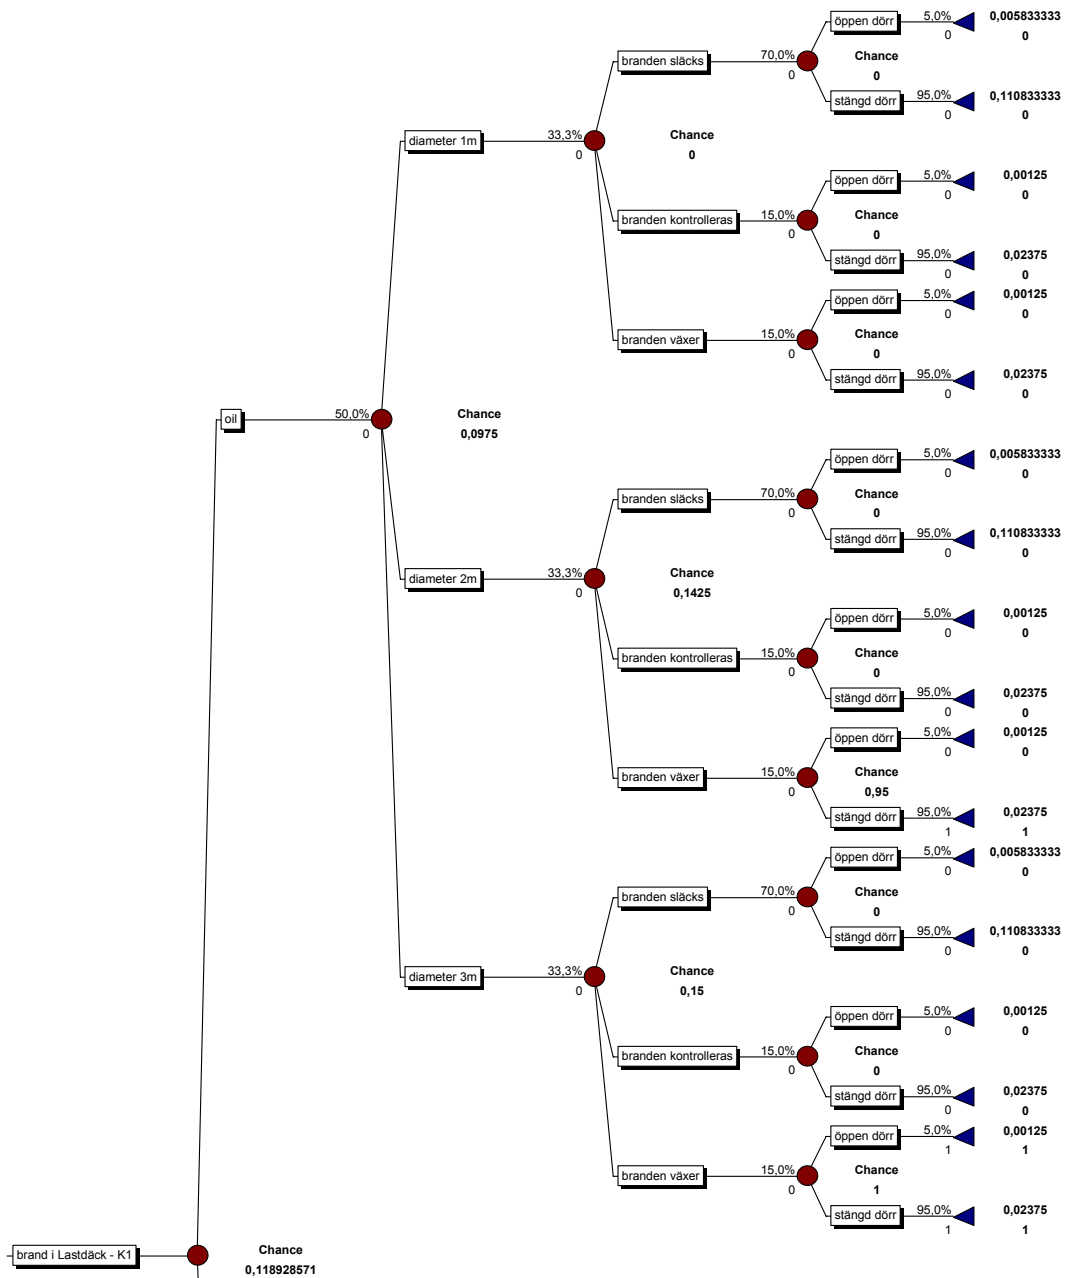 öppen dörr 5,0% 0,005833333
0 0
branden släcks 70,0% Chance
0 0
stängd dörr 95,0% 0,110833333
0 0
diameter 1m 33,3% Chance
0 0
öppen dörr 5,0% 0,00125
0 0
branden kontrolleras 15,0% Chance
0 0
stängd dörr 95,0% 0,02375
0 0
öppen dörr 5,0% 0,00125
0 0
branden växer 15,0% Chance
0 0
stängd dörr 95,0% 0,02375
0 0
oil 50,0% Chance
0 0,0975
öppen dörr 5,0% 0,005833333
0 0
branden släcks 70,0% Chance
0 0
stängd dörr 95,0% 0,110833333
0 0
diameter 2m 33,3% Chance
0 0,1425
öppen dörr 5,0% 0,00125
0 0
branden kontrolleras 15,0% Chance
0 0
stängd dörr 95,0% 0,02375
0 0
öppen dörr 5,0% 0,00125
0 0
branden växer 15,0% Chance
0 0,95
stängd dörr 95,0% 0,02375
1 1
öppen dörr 5,0% 0,005833333
0 0
branden släcks 70,0% Chance
0 0
stängd dörr 95,0% 0,110833333
0 0
diameter 3m 33,3% Chance
0 0,15
öppen dörr 5,0% 0,00125
0 0
branden kontrolleras 15,0% Chance
0 0
stängd dörr 95,0% 0,02375
0 0
öppen dörr 5,0% 0,00125
1 1
branden växer 15,0% Chance
0 1
stängd dörr 95,0% 0,02375
1 1
brand i Lastdäck - K1 Chance
0,118928571